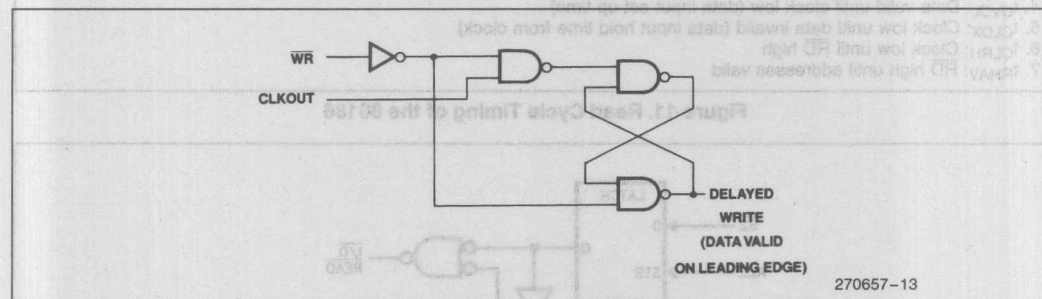 WR
CLKOUT
DELAYED
WRITE
(DATA VALID
ON LEADING EDGE)
270657-13